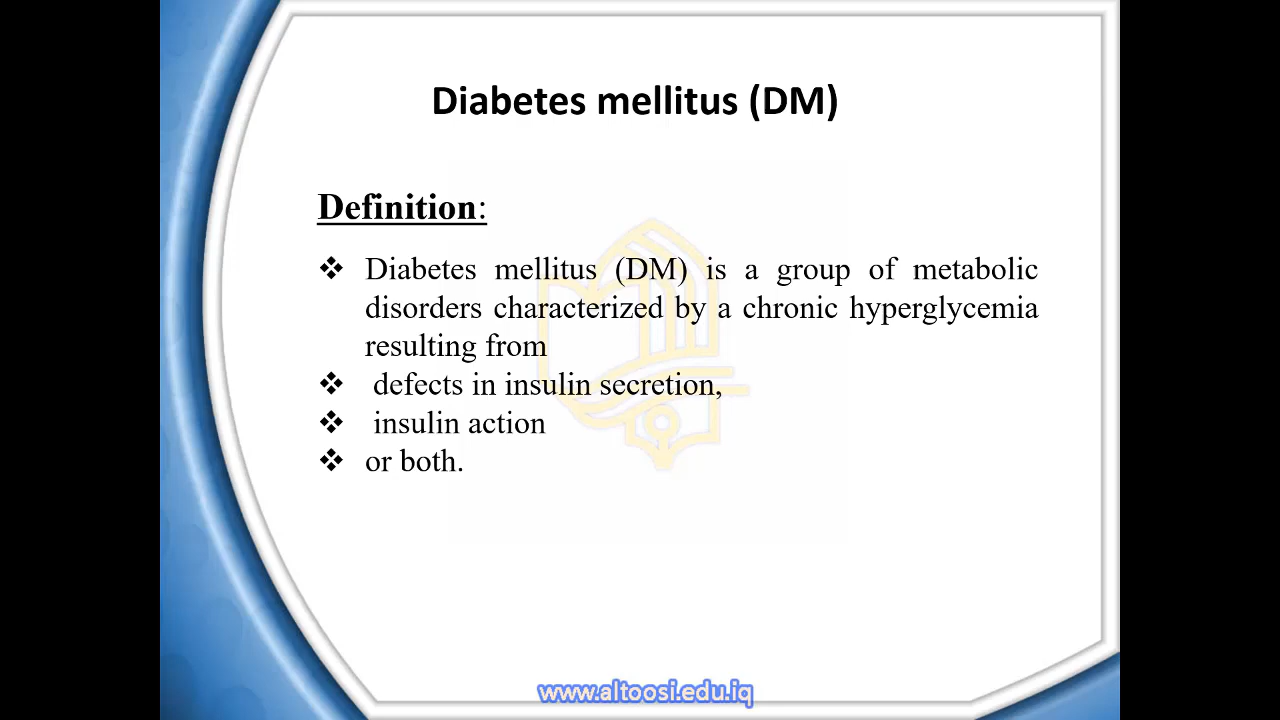 Diabetes mellitus (DM)
Definition:
❖ Diabetes mellitus (DM) is a group of metabolic
disorders characterized by a chronic hyperglycemia
resulting from
❖ defects in insulin secretion,
❖ insulin action
❖ or both.
www.altoosi.edu.iq